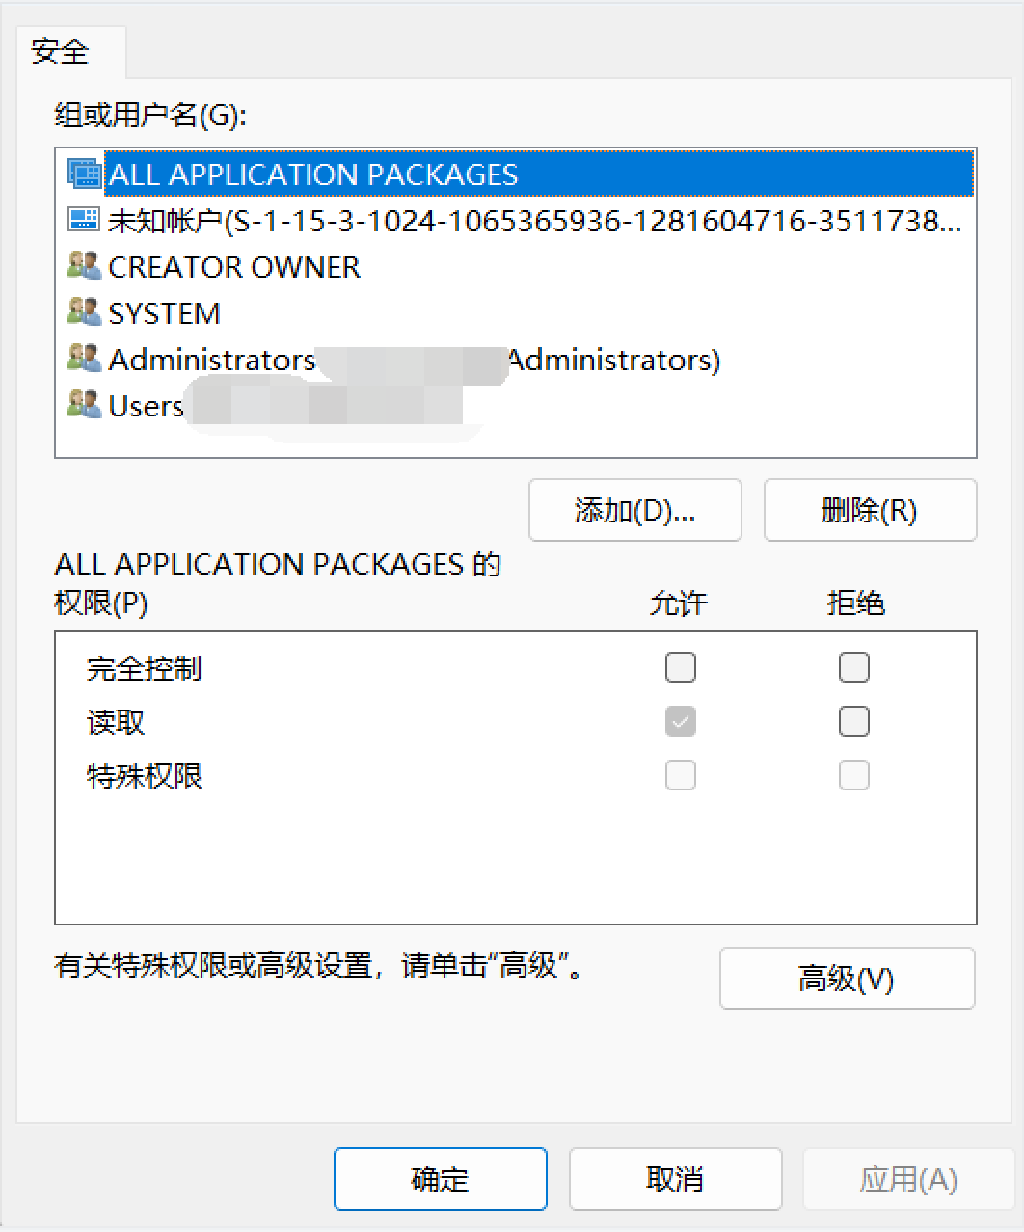 安全
组或用户名(G):
ALL APPLICATION PACKAGES
未知帐户(S-1-15-3-1024-1065365936-1281604716-3511738...
CREATOR OWNER
SYSTEM
Administrators Administrators)
Users
添加(D)... 删除(R)
ALL APPLICATION PACKAGES 的
权限(P) 允许 拒绝
完全控制
读取
特殊权限
有关特殊权限或高级设置，请单击“高级”。
高级(V)
确定 取消 应用(A)